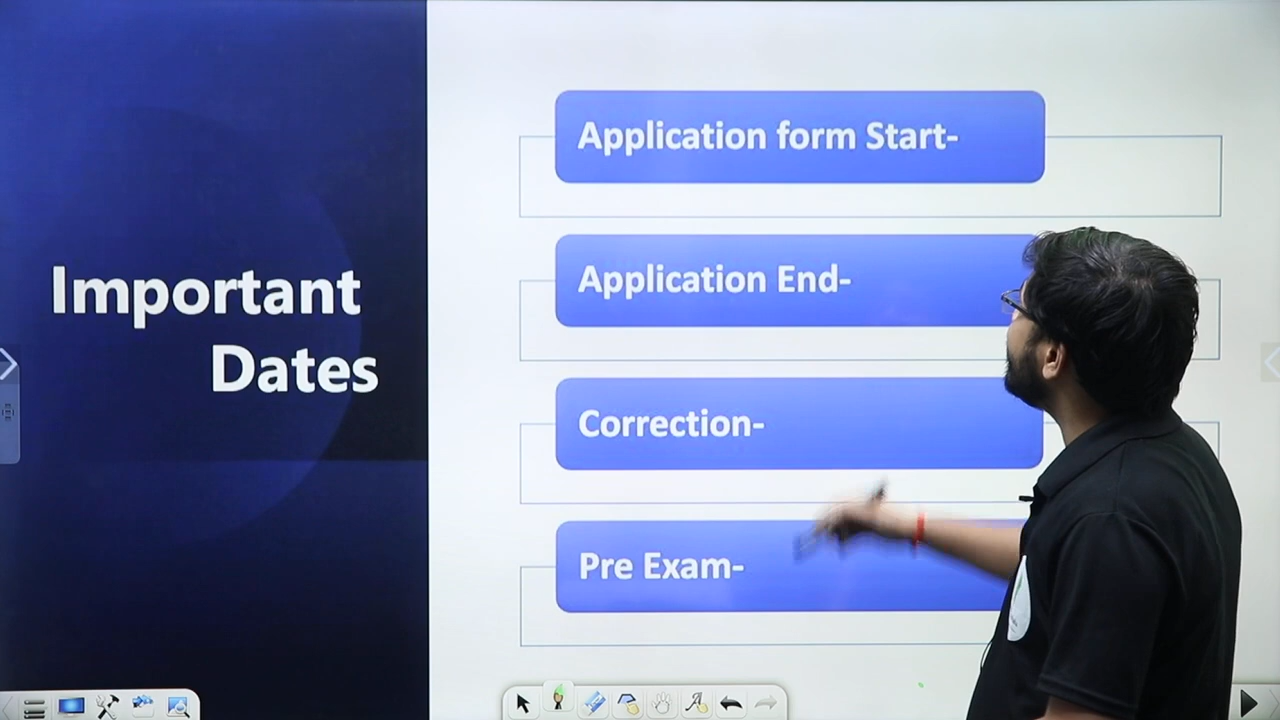 Important
Dates
Application form Start-
Application End-
Correction-
Pre Exam-